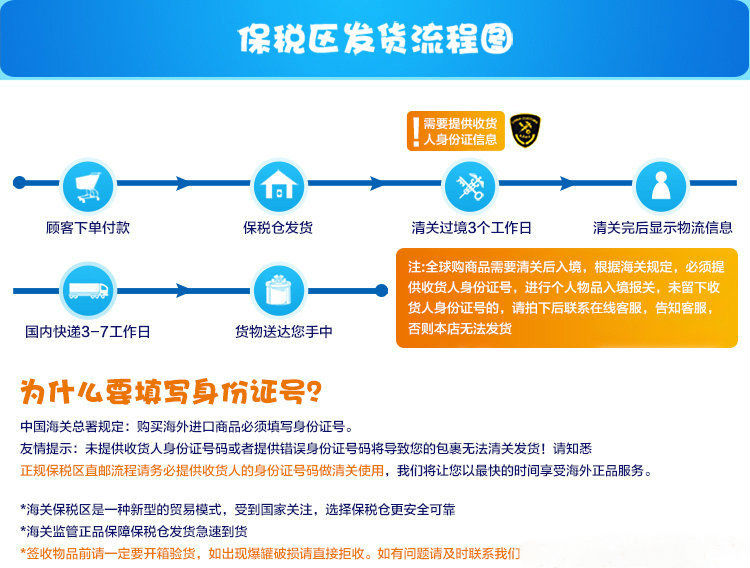 保税区发货流程图
需要提供收货
人身份证信息
顾客下单付款
保税仓发货
清关过境3个工作日
清关完后显示物流信息
国内快递3-7工作日
货物送达您手中
注:全球购商品需要清关后入境，根据海关规定，必须提
供收货人身份证号，进行个人物品入境报关，未留下收
货人身份证号的，请拍下后联系在线客服，告知客服，
否则本店无法发货
为什么要填写身份证号?
中国海关总署规定：购买海外进口商品必须填写身份证号。
友情提示：未提供收货人身份证号码或者提供错误身份证号码将导致您的包裹无法清关发货！请知悉
正规保税区直邮流程请务必提供收货人的身份证号码做清关使用，我们将让您以最快的时间享受海外正品服务。
*海关保税区是一种新型的贸易模式，受到国家关注，选择保税仓更安全可靠
*海关监管正品保障保税仓发货急速到货
*签收物品前请一定要开箱验货，如出现爆罐破损请直接拒收。如有问题请及时联系我们